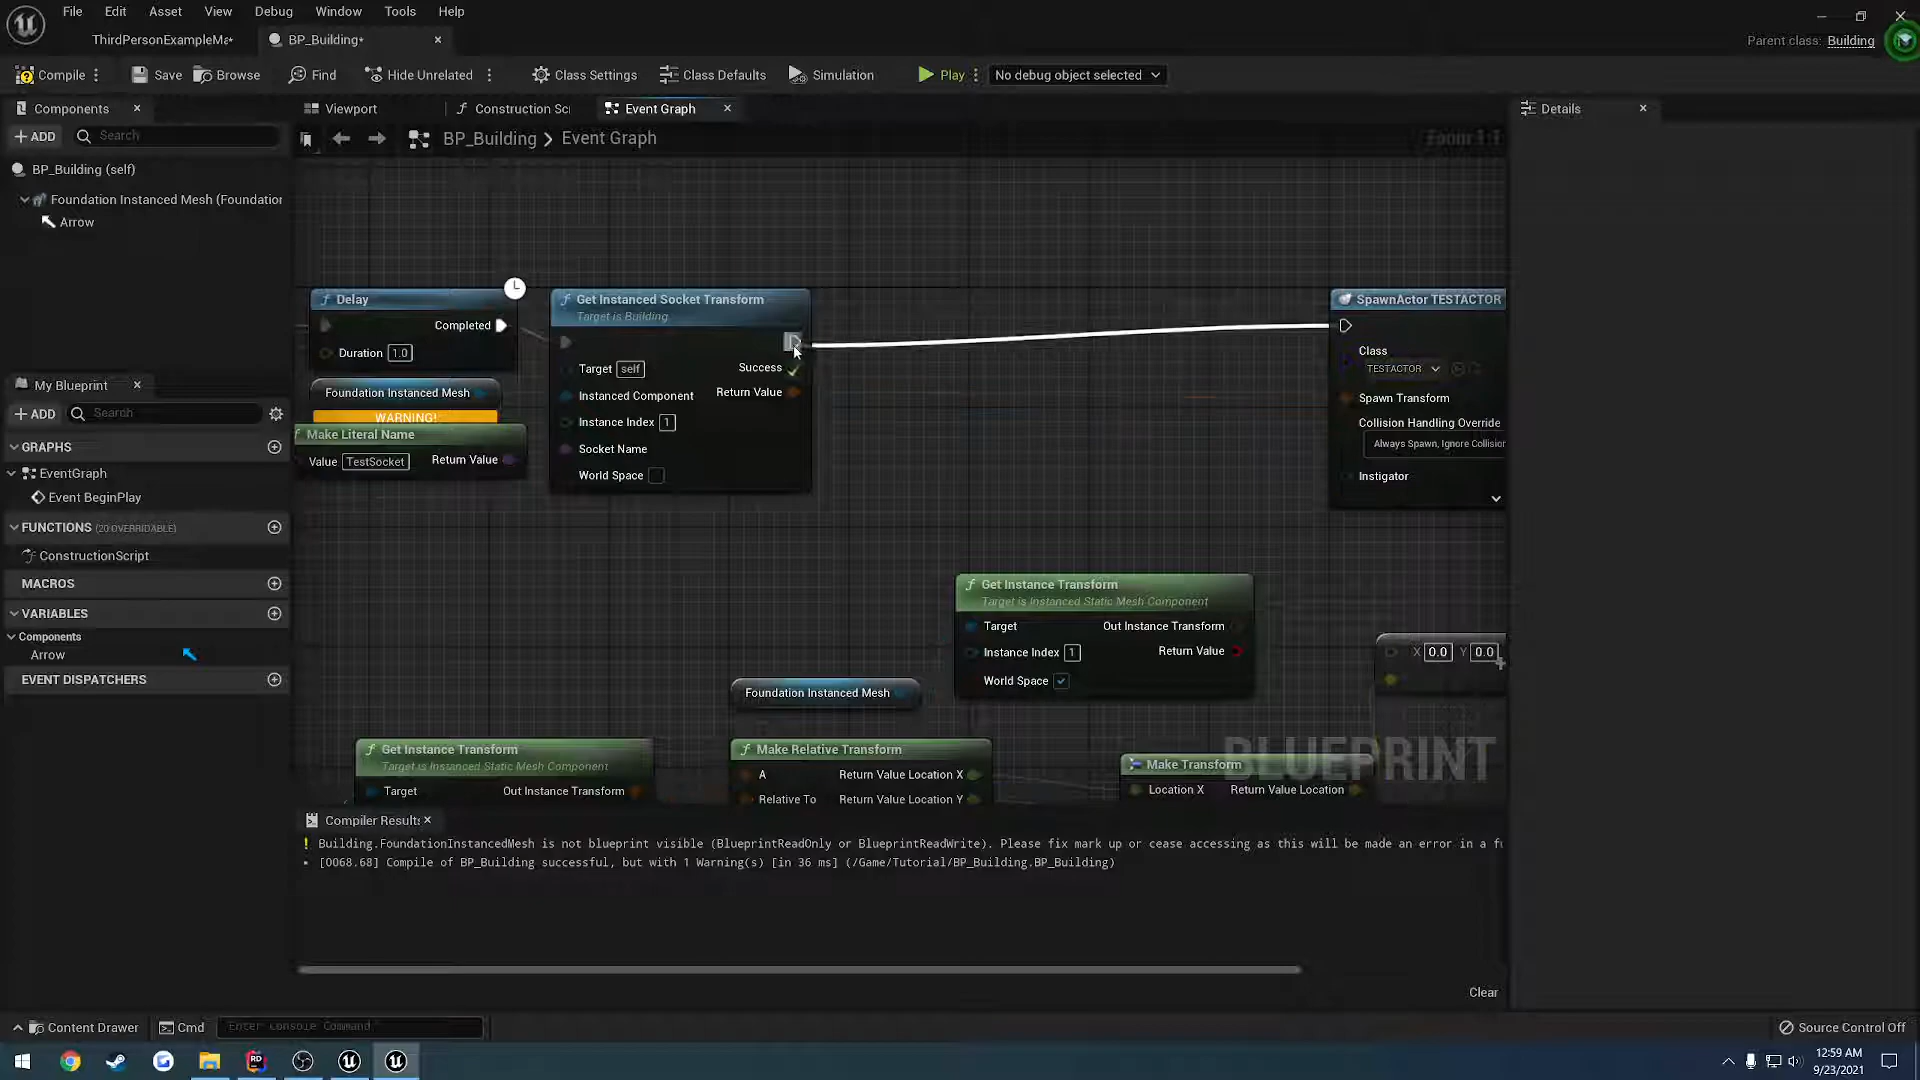 File Edit Asset View Debug Window Tools Help
ThirdPersonExampleMa*
BP_Building*
Parent class: Building
Compile Save Browse Find Hide Unrelated Class Settings Class Defaults Simulation Play No debug object selected
Components
Viewport Construction Sc Event Graph
Details
ADD Search
BP_Building > Event Graph
BP_Building (self)
Foundation Instanced Mesh (Foundation
Arrow
Delay
Completed
Duration 1.0
Foundation Instanced Mesh
WARNING!
Make Literal Name
Value TestSocket Return Value
Get Instanced Socket Transform
Target is Building
Target self
Success
Instanced Component
Return Value
Instance Index 1
Socket Name
World Space
SpawnActor TESTACTOR
Class
TESTACTOR
Spawn Transform
Collision Handling Override
Always Spawn, Ignore Collision
Instigator
My Blueprint
ADD Search
GRAPHS
EventGraph
Event BeginPlay
FUNCTIONS (20 OVERRIDABLE)
ConstructionScript
MACROS
VARIABLES
Components
Arrow
EVENT DISPATCHERS
Get Instance Transform
Target is Instanced Static Mesh Component
Target Out Instance Transform
Instance Index 1 Return Value
World Space
X 0.0 Y 0.0
Foundation Instanced Mesh
Get Instance Transform
Target is Instanced Static Mesh Component
Target Out Instance Transform
Make Relative Transform
A Return Value Location X
Relative To Return Value Location Y
Make Transform
Location X Return Value Location
BLUEPRINT
Compiler Results
Building.FoundationInstancedMesh is not blueprint visible (BlueprintReadOnly or BlueprintReadWrite). Please fix mark up or cease accessing as this will be made an error in a fu
[0068.68] Compile of BP_Building successful, but with 1 Warning(s) [in 36 ms] (/Game/Tutorial/BP_Building.BP_Building)
Clear
Content Drawer Cmd Enter Console Command
Source Control Off
12:59 AM
9/23/2021